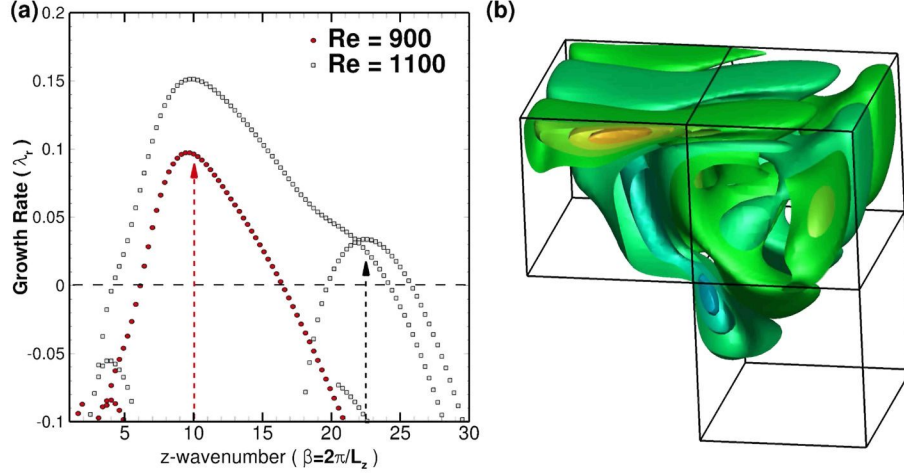 (a)
(b)
Re = 900
Re = 1100
0.2
0.15
0.1
0.05
0
-0.05
-0.1
Growth Rate ( λr )
5 10 15 20 25 30
z-wavenumber ( β=2π/Lz )